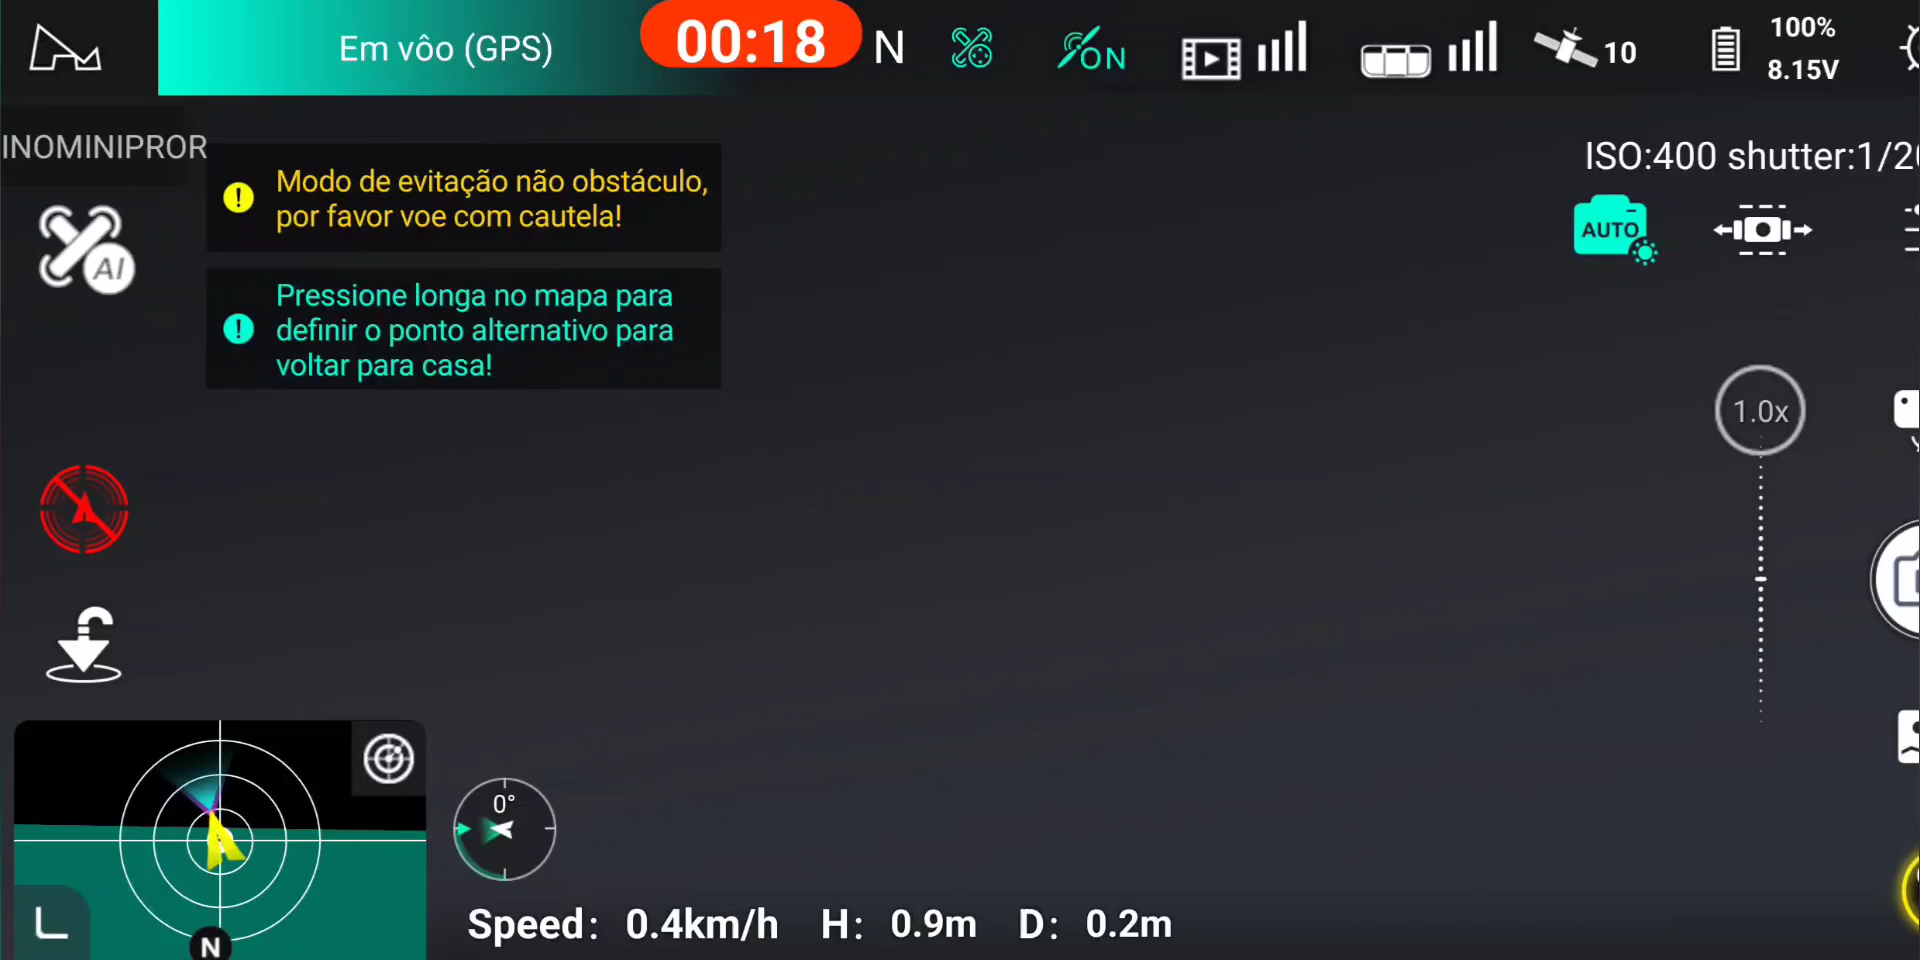 Em vôo (GPS)
00:18
N
ON
10
100%
8.15V
INOMINIPROR
Modo de evitação não obstáculo,
por favor voe com cautela!
Pressione longa no mapa para
definir o ponto alternativo para
voltar para casa!
ISO:400 shutter:1/20
AUTO
AI
1.0x
0°
N
Speed: 0.4km/h H: 0.9m D: 0.2m